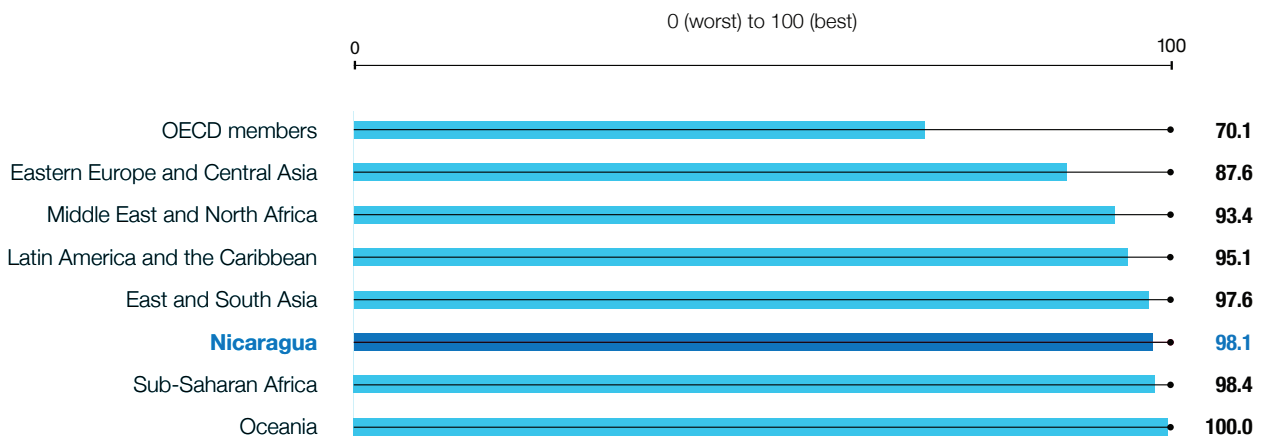 0 (worst) to 100 (best)
0 100
OECD members 70.1
Eastern Europe and Central Asia 87.6
Middle East and North Africa 93.4
Latin America and the Caribbean 95.1
East and South Asia 97.6
Nicaragua 98.1
Sub-Saharan Africa 98.4
Oceania 100.0